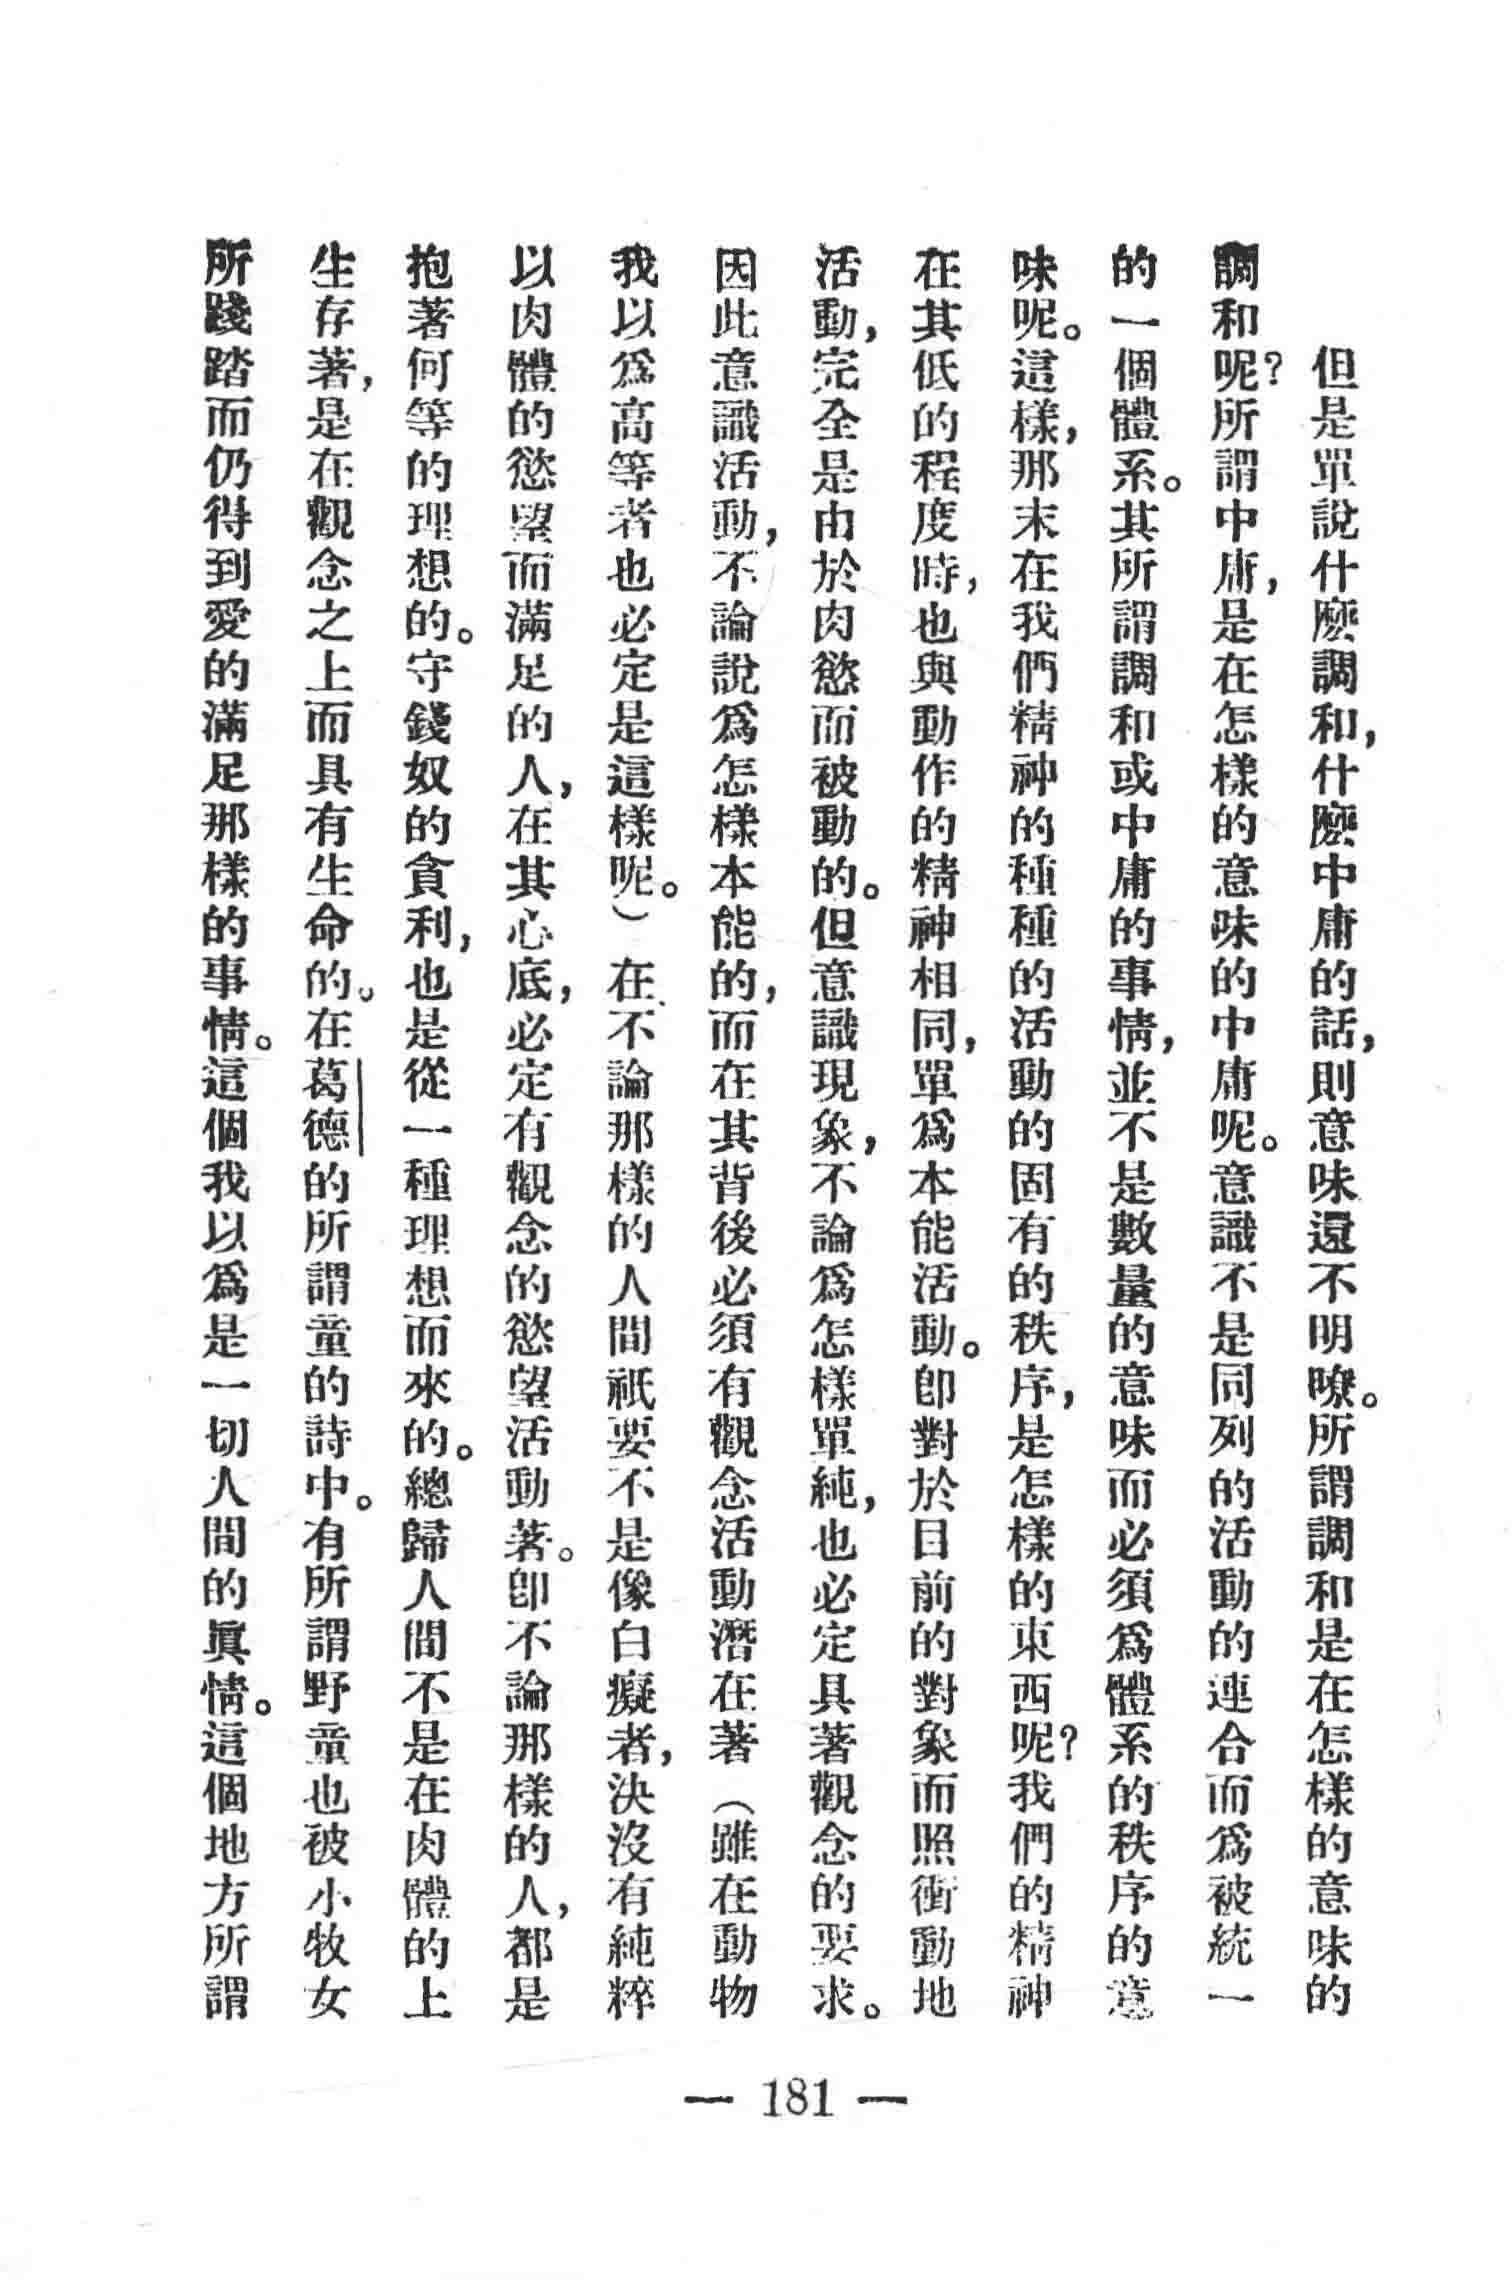 但是單說什麼調和，什麼中庸的話，則意味還不明暸。所謂調和是在怎樣的意味的
調和呢？所謂中庸，是在怎樣的意味的中庸呢。意識不是同列的活動的連合而爲被統一
的一個體系。其所謂調和或中庸的事情，並不是數量的意味而必須爲體系的秩序的意
味呢。這樣，那末在我們精神的種種的活動的固有的秩序，是怎樣的東西呢？我們的精神
在其低的程度時，也與動作的精神相同，單爲本能活動。卽對於目前的對象而照衝動地
活動，完全是由於肉慾而被動的。但意識現象，不論爲怎樣單純，也必定具著觀念的要求。
因此意識活動，不論說爲怎樣本能的，而在其背後必須有觀念活動潛在著（雖在動物
我以爲高等者也必定是這樣呢。）在不論那樣的人間祇要不是像白癡者，決沒有純粹
以肉體的慾望而滿足的人，在其心底，必定有觀念的慾望活動著。卽不論那樣的人，都是
抱著何等的理想的。守錢奴的貪利，也是從一種理想而來的。總歸人間不是在肉體的上
生存著，是在觀念之上而具有生命的。在葛德的所謂童的詩中。有所謂野童也被小牧女
所踐踏而仍得到愛的滿足那樣的事情。這個我以爲是一切人間的眞情。這個地方所謂
— 181 —